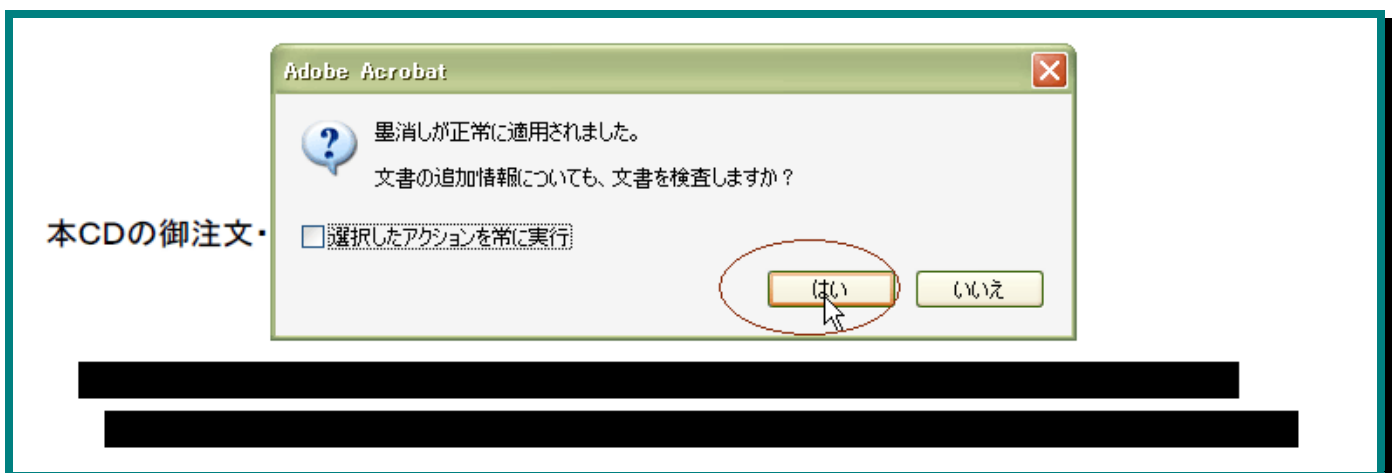 Adobe Acrobat
墨消しが正常に適用されました。
文書の追加情報についても、文書を検査しますか？
本CDの御注文・
選択したアクションを常に実行
はい
いいえ